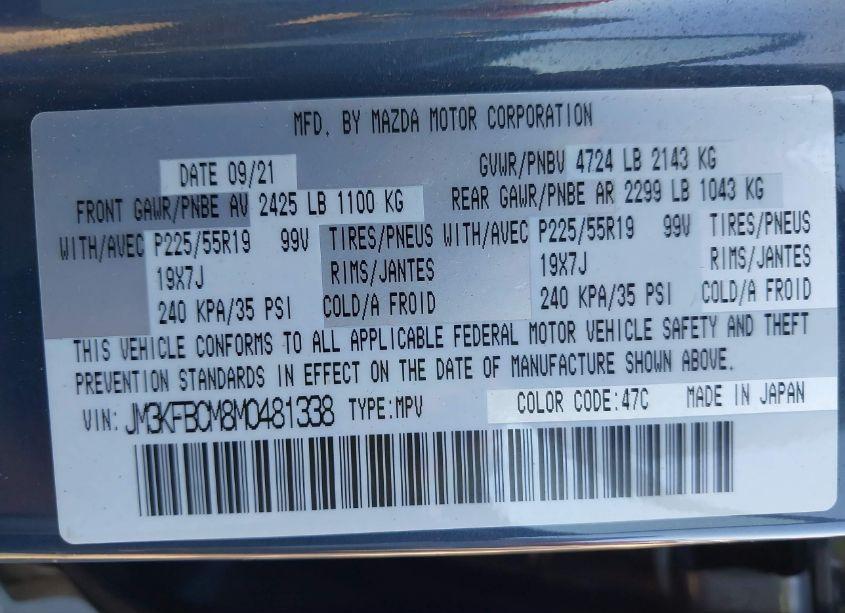 MFD. BY MAZDA MOTOR CORPORATION
DATE 09/21 GVWR/PNBV 4724 LB 2143 KG
FRONT GAWR/PNBE AV 2425 LB 1100 KG REAR GAWR/PNBE AR 2299 LB 1043 KG
WITH/AVEC P225/55R19 99V TIRES/PNEUS WITH/AVEC P225/55R19 99V TIRES/PNEUS
19X7J RIMS/JANTES 19X7J RIMS/JANTES
240 KPA/35 PSI COLD/A FROID 240 KPA/35 PSI COLD/A FROID
THIS VEHICLE CONFORMS TO ALL APPLICABLE FEDERAL MOTOR VEHICLE SAFETY AND THEFT
PREVENTION STANDARDS IN EFFECT ON THE DATE OF MANUFACTURE SHOWN ABOVE.
VIN: JM3KFBCM8M0481338 TYPE:MPV COLOR CODE:47C MADE IN JAPAN